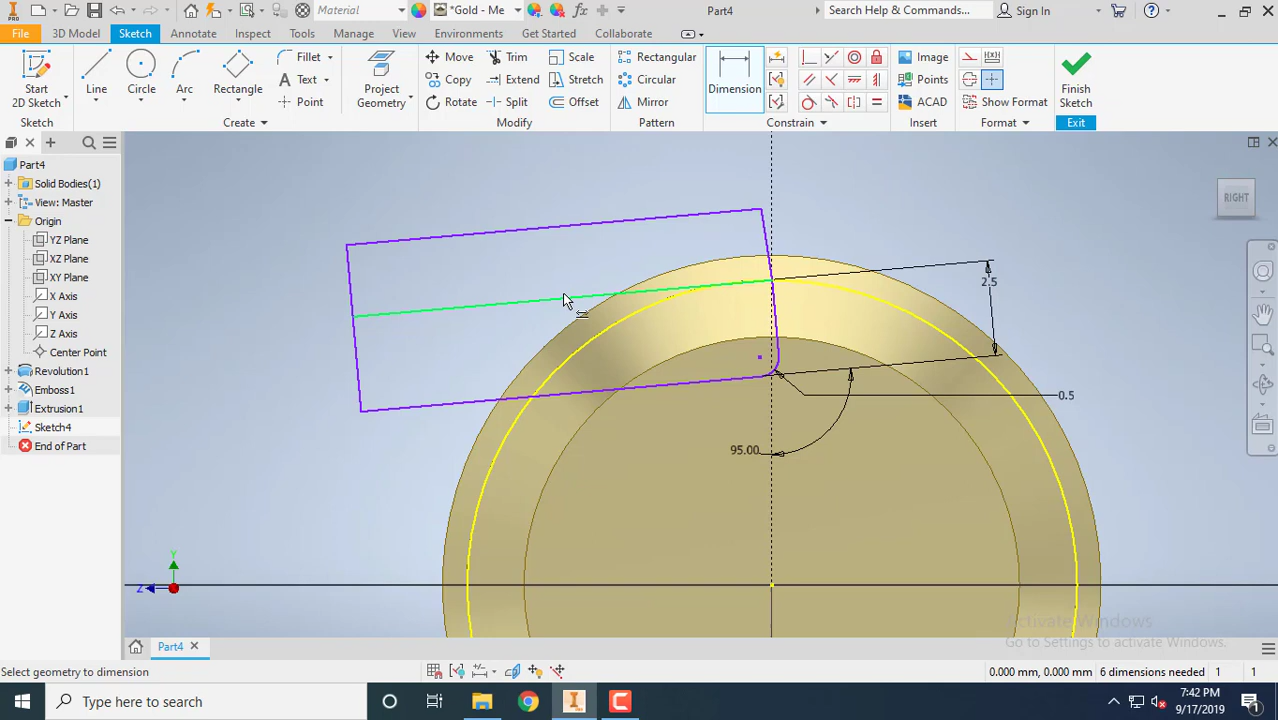 PRO
Material
*Gold - Me
fx
Part4
Search Help & Commands...
Sign In
File
3D Model
Sketch
Annotate
Inspect
Tools
Manage
View
Environments
Get Started
Collaborate
Start
2D Sketch
Line
Circle
Arc
Rectangle
Fillet
Text
Point
Project
Geometry
Move
Copy
Rotate
Trim
Extend
Split
Scale
Stretch
Offset
Rectangular
Circular
Mirror
Dimension
Image
Points
ACAD
Show Format
Finish
Sketch
Sketch
Create
Modify
Pattern
Constrain
Insert
Format
Exit
Part4
Solid Bodies(1)
View: Master
Origin
YZ Plane
XZ Plane
XY Plane
X Axis
Y Axis
Z Axis
Center Point
Revolution1
Emboss1
Extrusion1
Sketch4
End of Part
RIGHT
2.5
0.5
95.00
Y
Z
Activate Windows
Go to Settings to activate Windows.
Part4
Select geometry to dimension
0.000 mm, 0.000 mm
6 dimensions needed
1
1
Type here to search
7:42 PM
9/17/2019
1